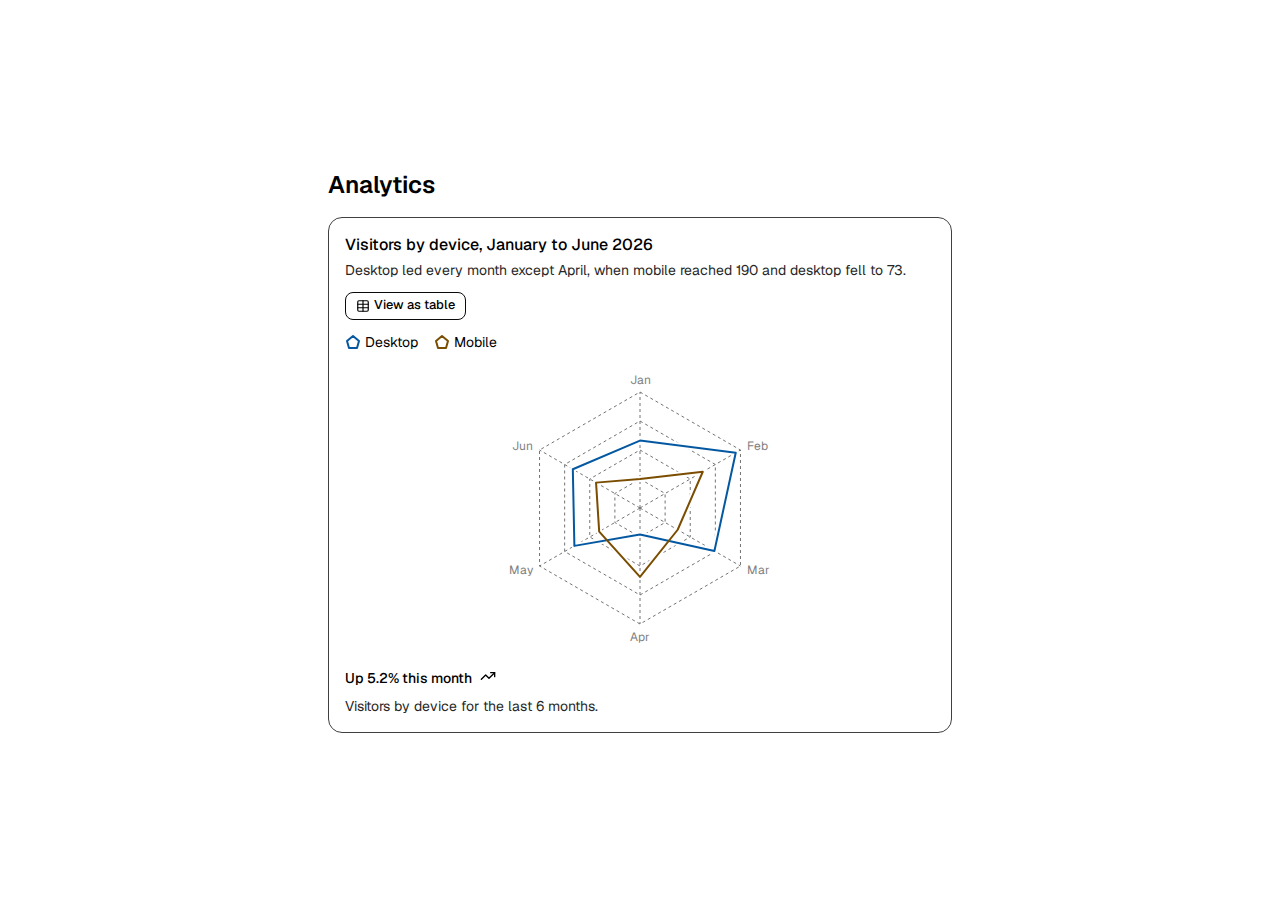 Analytics
Visitors by device, January to June 2026
Desktop led every month except April, when mobile reached 190 and desktop fell to 73.
View as table
Desktop Mobile
Jan
Jun Feb
May Mar
Apr
Up 5.2% this month
Visitors by device for the last 6 months.